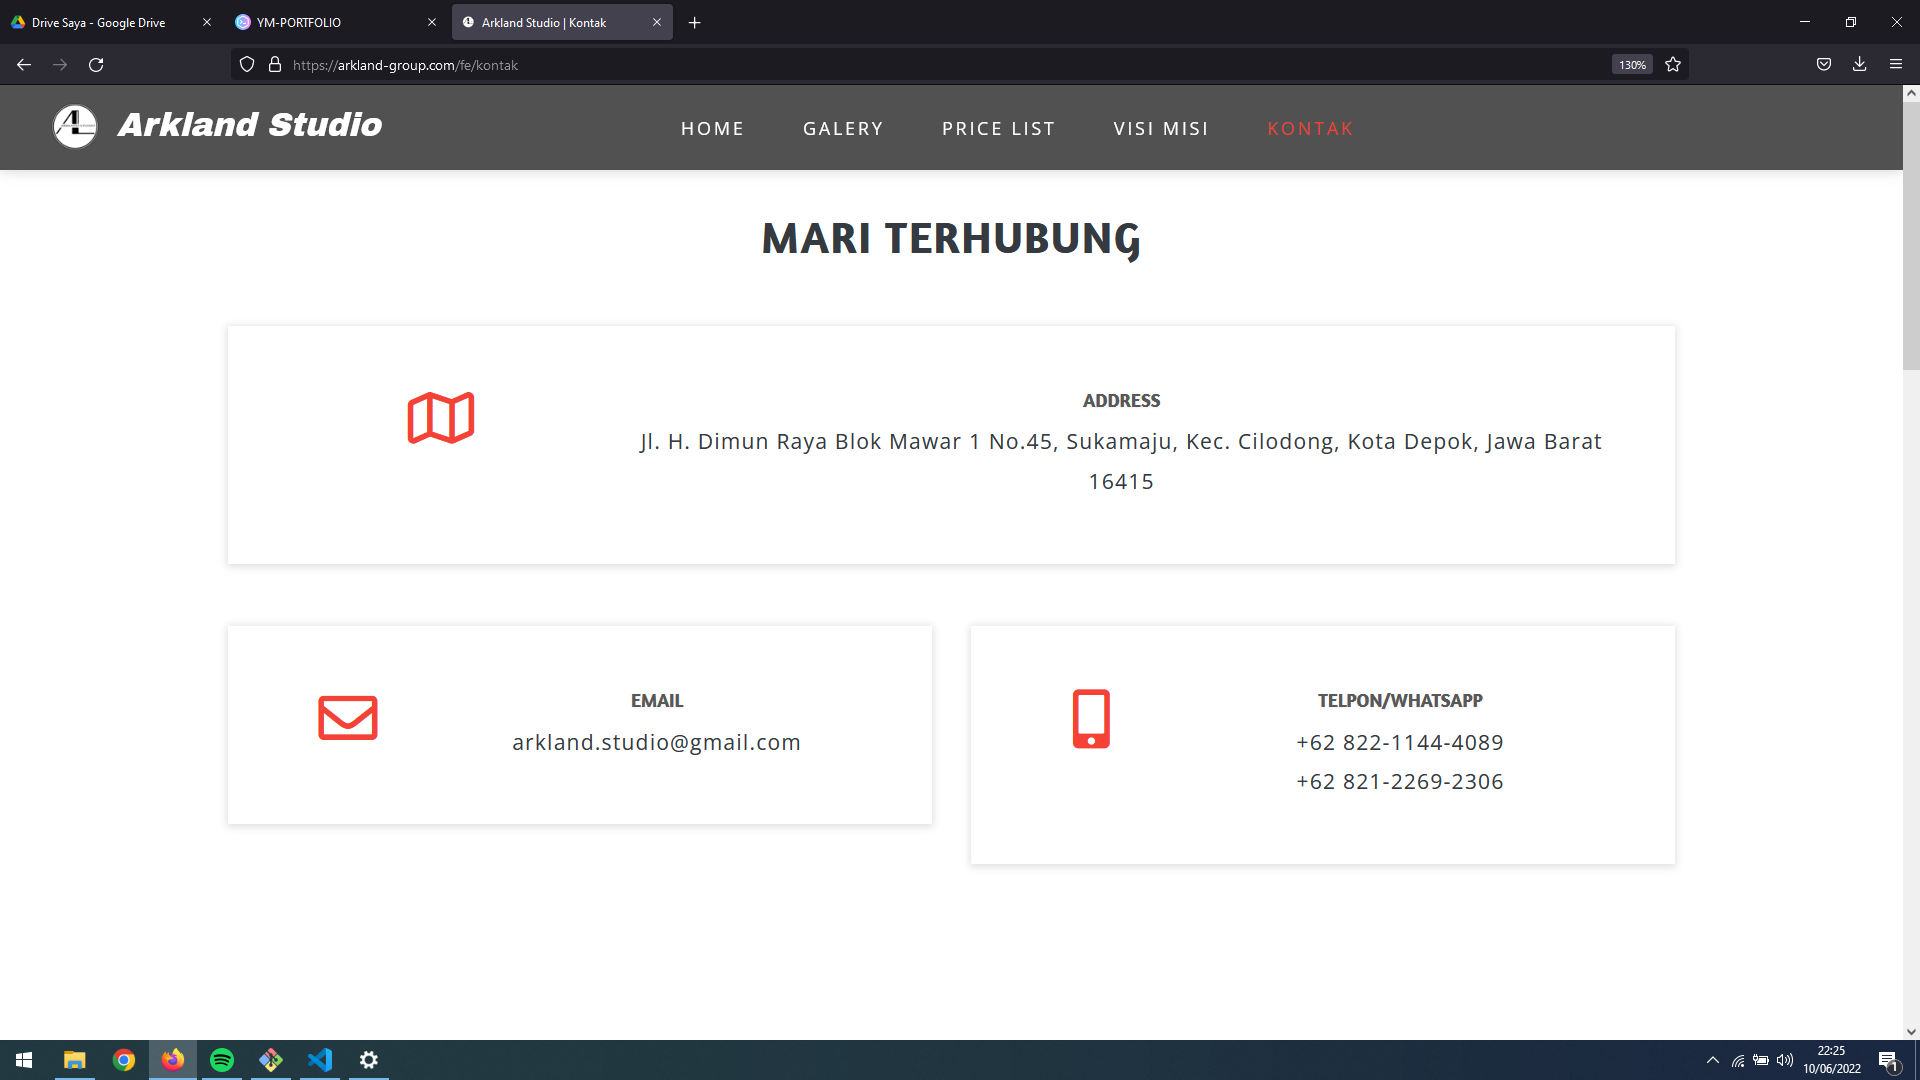 Drive Saya - Google Drive
YM-PORTFOLIO
Arkland Studio | Kontak
https://arkland-group.com/fe/kontak
130%
AL
Arkland Studio
HOME
GALERY
PRICE LIST
VISI MISI
KONTAK
MARI TERHUBUNG
ADDRESS
Jl. H. Dimun Raya Blok Mawar 1 No.45, Sukamaju, Kec. Cilodong, Kota Depok, Jawa Barat
16415
EMAIL
arkland.studio@gmail.com
TELPON/WHATSAPP
+62 822-1144-4089
+62 821-2269-2306
22:25
10/06/2022
1